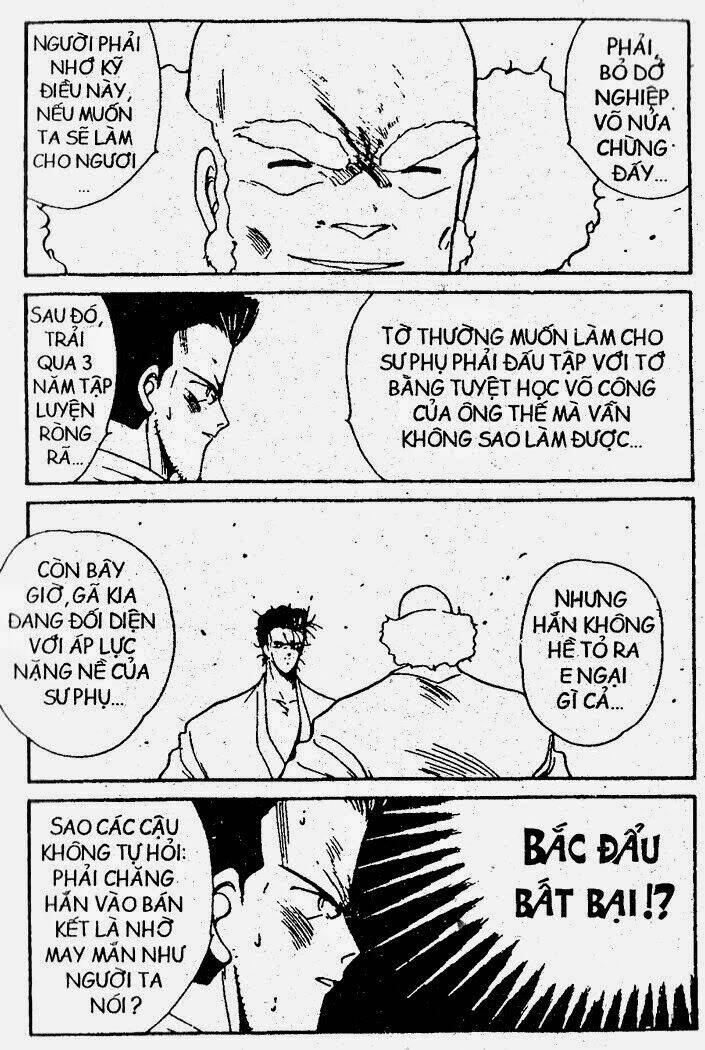 NGƯỜI PHẢI
NHỚ KỸ
ĐIỀU NÀY,
NẾU MUỐN
TA SẼ LÀM
CHO NGƯƠI
...
PHẢI,
BỎ DỞ
NGHIỆP
VÕ NỬA
CHỪNG
ĐẤY...
SAU ĐÓ,
TRẢI
QUA 3
NĂM TẬP
LUYỆN
RÒNG
RÃ...
TỚ THƯỜNG MUỐN LÀM CHO
SƯ PHỤ PHẢI ĐẤU TẬP VỚI TỚ
BẰNG TUYỆT HỌC VÕ CÔNG
CỦA ÔNG THẾ MÀ VẪN
KHÔNG SAO LÀM ĐƯỢC...
CÒN BÂY
GIỜ, GÃ KIA
ĐANG ĐỐI DIỆN
VỚI ÁP LỰC
NẶNG NỀ CỦA
SƯ PHỤ...
NHƯNG
HẮN KHÔNG
HỀ TỎ RA
E NGẠI
GÌ CẢ...
SAO CÁC CẬU
KHÔNG TỰ HỎI:
PHẢI CHĂNG
HẮN VÀO BÁN
KẾT LÀ NHỜ
MAY MẮN NHƯ
NGƯỜI TA
NÓI?
BẮC ĐẨU
BẤT BẠI!?